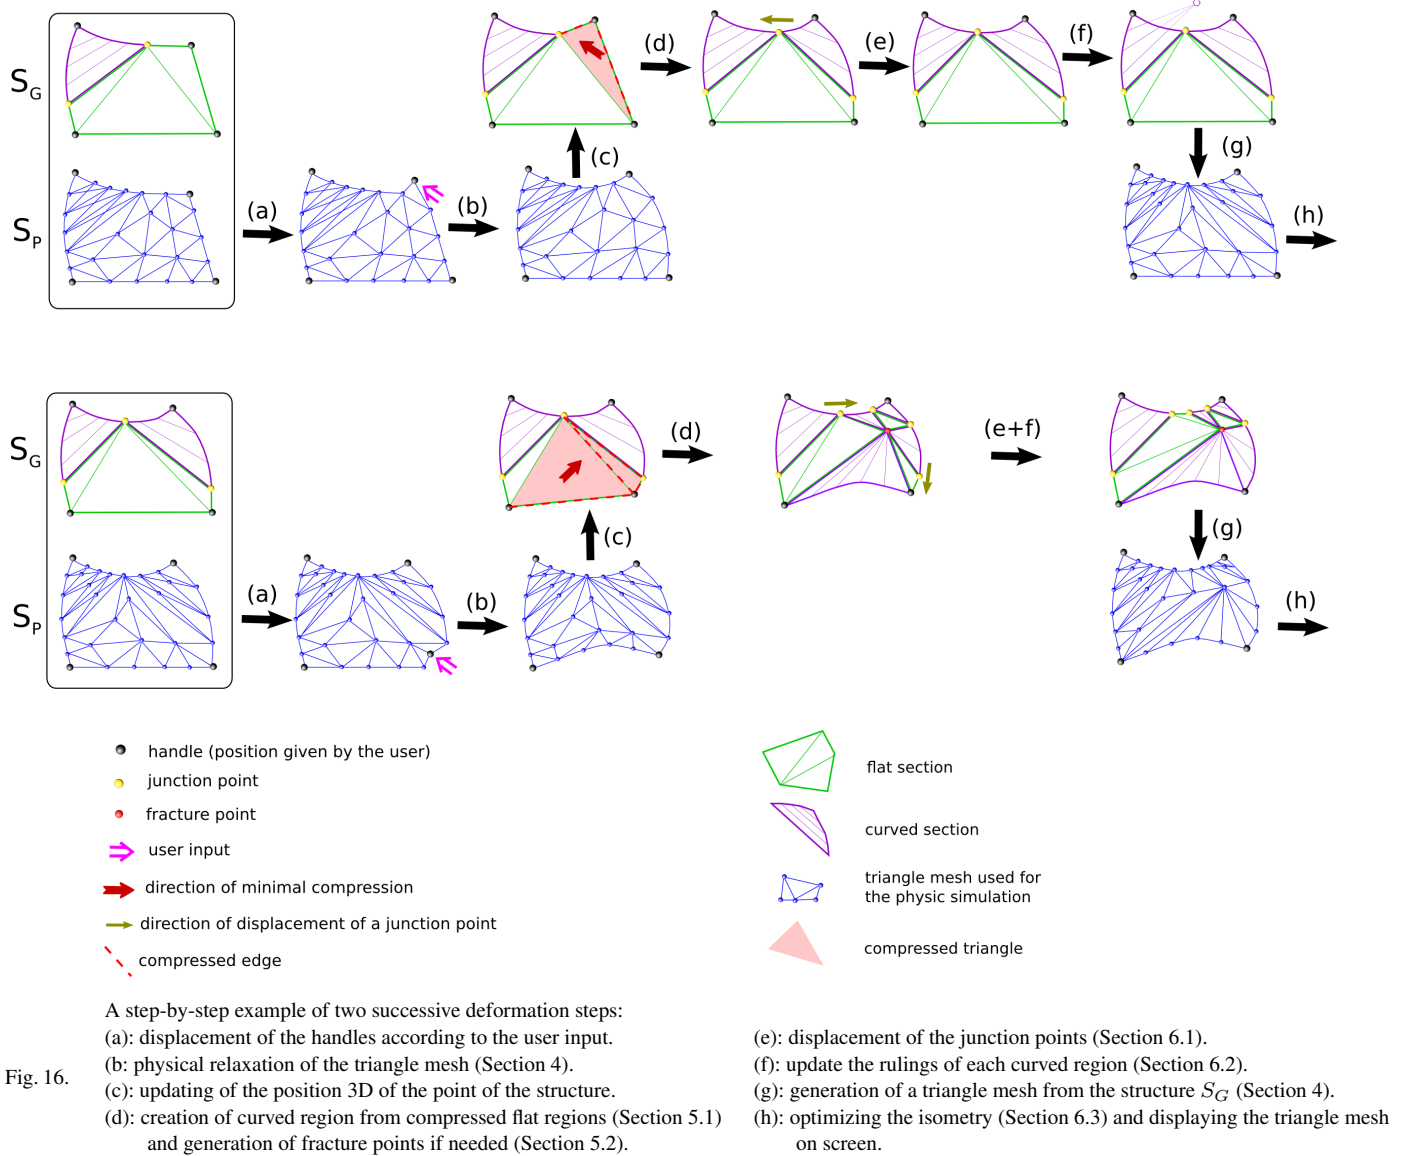 S_G
(d)
(e)
(f)
(c)
(g)
S_P
(a)
(b)
(h)
S_G
(d)
(e+f)
(c)
(g)
S_P
(a)
(b)
(h)
handle (position given by the user)
junction point
fracture point
user input
direction of minimal compression
direction of displacement of a junction point
compressed edge
flat section
curved section
triangle mesh used for
the physic simulation
compressed triangle
Fig. 16.
A step-by-step example of two successive deformation steps:
(a): displacement of the handles according to the user input.
(b: physical relaxation of the triangle mesh (Section 4).
(c): updating of the position 3D of the point of the structure.
(d): creation of curved region from compressed flat regions (Section 5.1)
and generation of fracture points if needed (Section 5.2).
(e): displacement of the junction points (Section 6.1).
(f): update the rulings of each curved region (Section 6.2).
(g): generation of a triangle mesh from the structure S_G (Section 4).
(h): optimizing the isometry (Section 6.3) and displaying the triangle mesh
on screen.